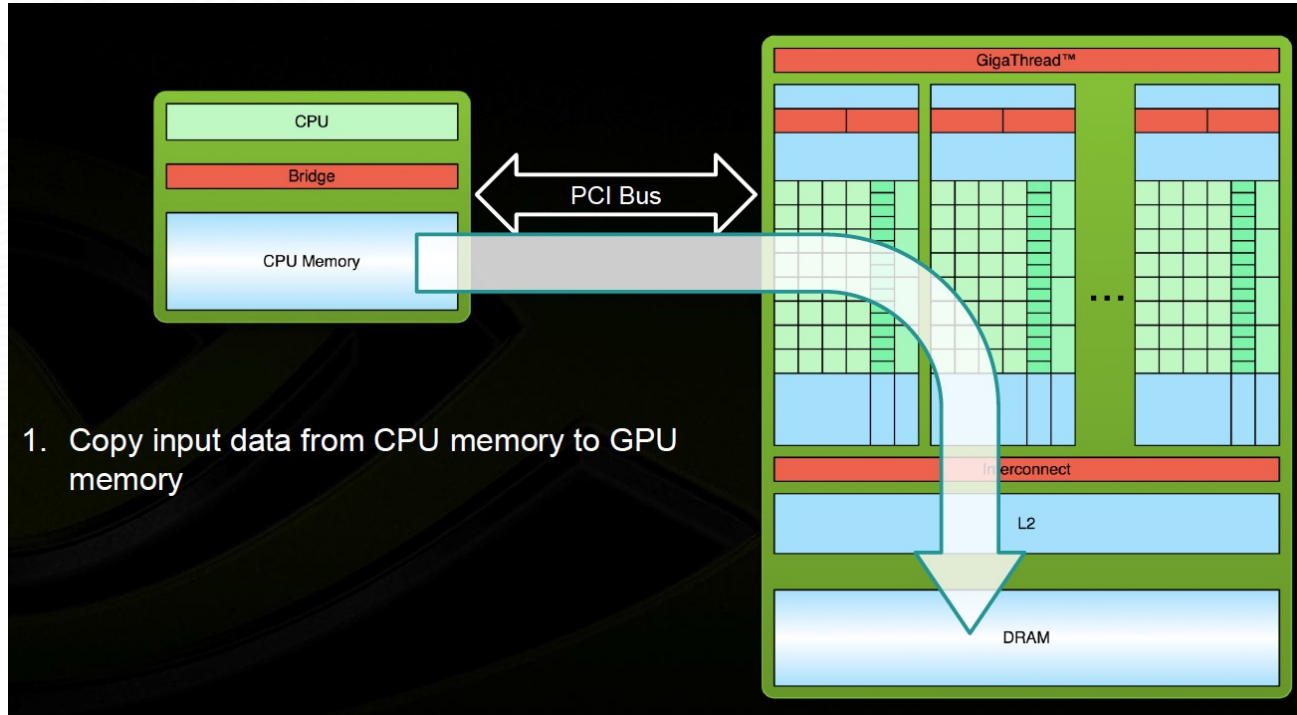 GigaThread™
CPU
Bridge
PCI Bus
CPU Memory
...
1. Copy input data from CPU memory to GPU
memory
Interconnect
L2
DRAM